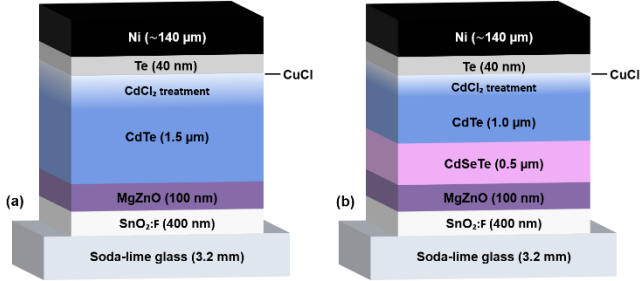 Ni (~140 µm)
Te (40 nm)
CuCl
CdCl₂ treatment
CdTe (1.5 µm)
MgZnO (100 nm)
(a)
SnO₂:F (400 nm)
Soda-lime glass (3.2 mm)
Ni (~140 µm)
Te (40 nm)
CuCl
CdCl₂ treatment
CdTe (1.0 µm)
CdSeTe (0.5 µm)
MgZnO (100 nm)
(b)
SnO₂:F (400 nm)
Soda-lime glass (3.2 mm)